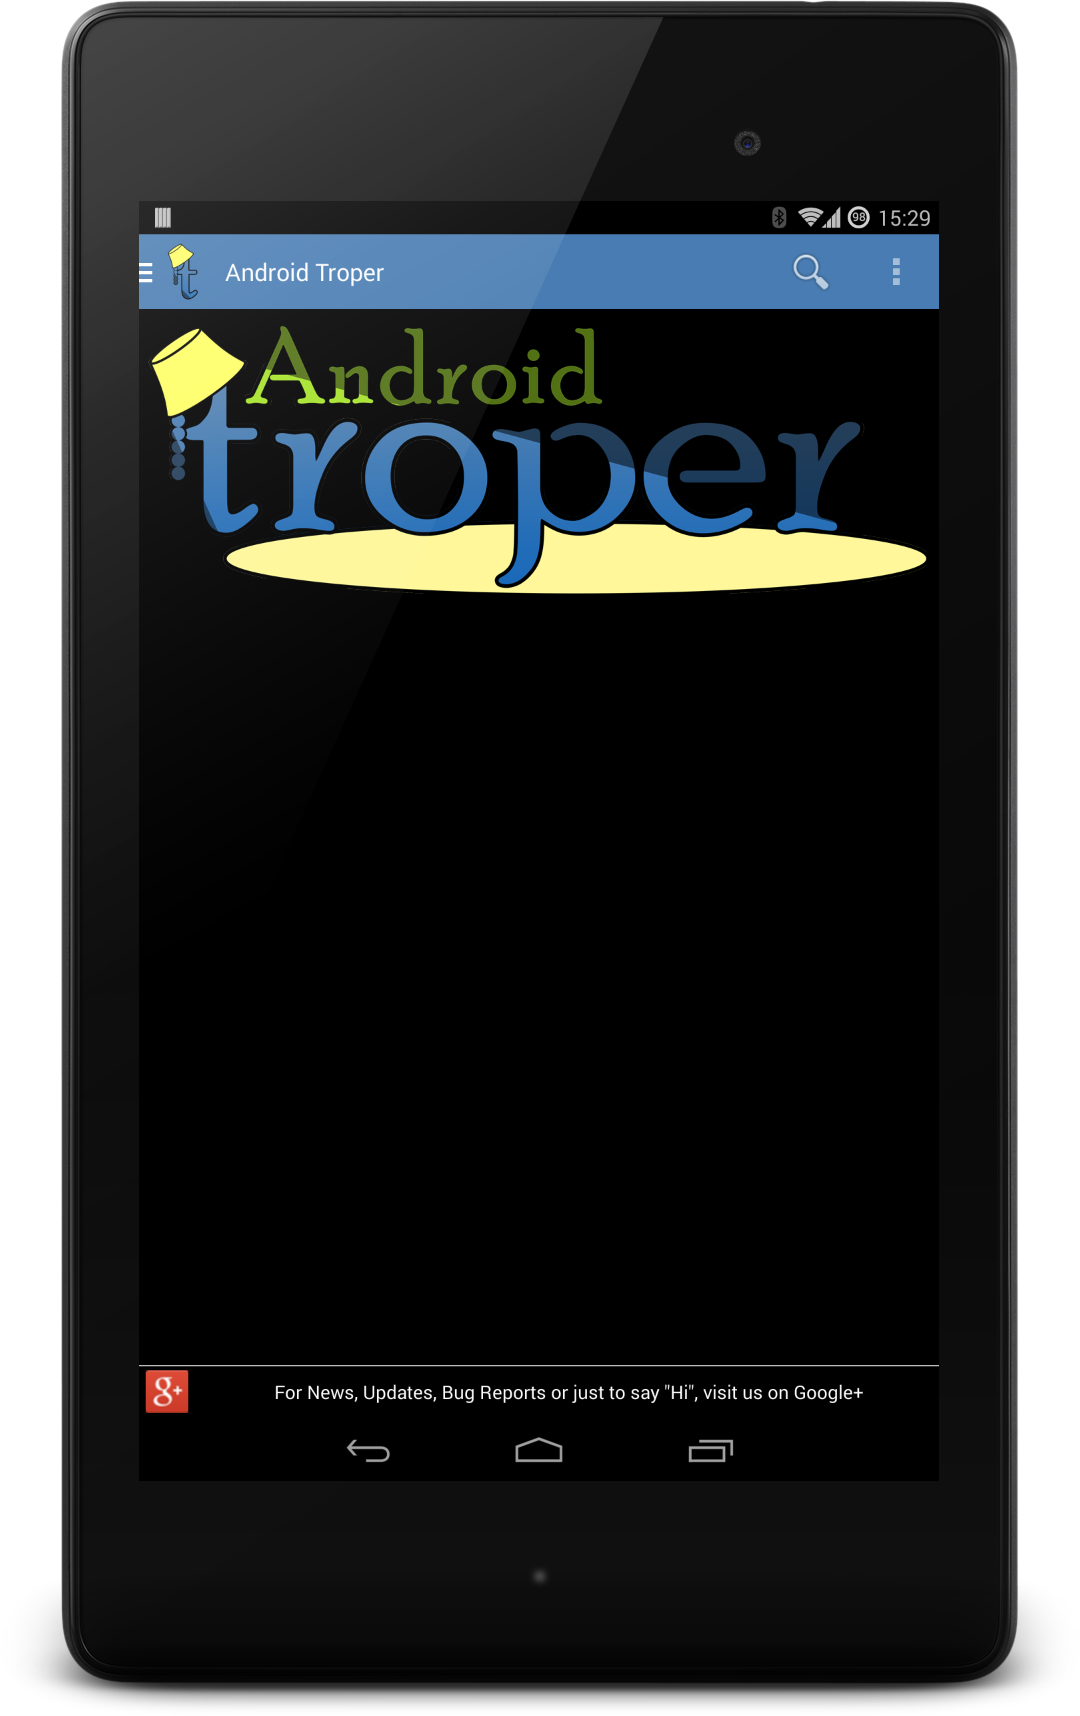 98 15:29
Android Troper
Android
troper
g+
For News, Updates, Bug Reports or just to say "Hi", visit us on Google+